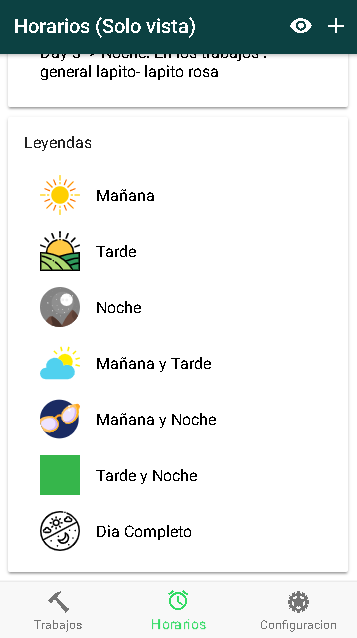 Horarios (Solo vista)
Day 3 -> Noche. En los trabajos :
general lapito- lapito rosa
Leyendas
Mañana
Tarde
Noche
Mañana y Tarde
Mañana y Noche
Tarde y Noche
Dia Completo
Trabajos
Horarios
Configuracion